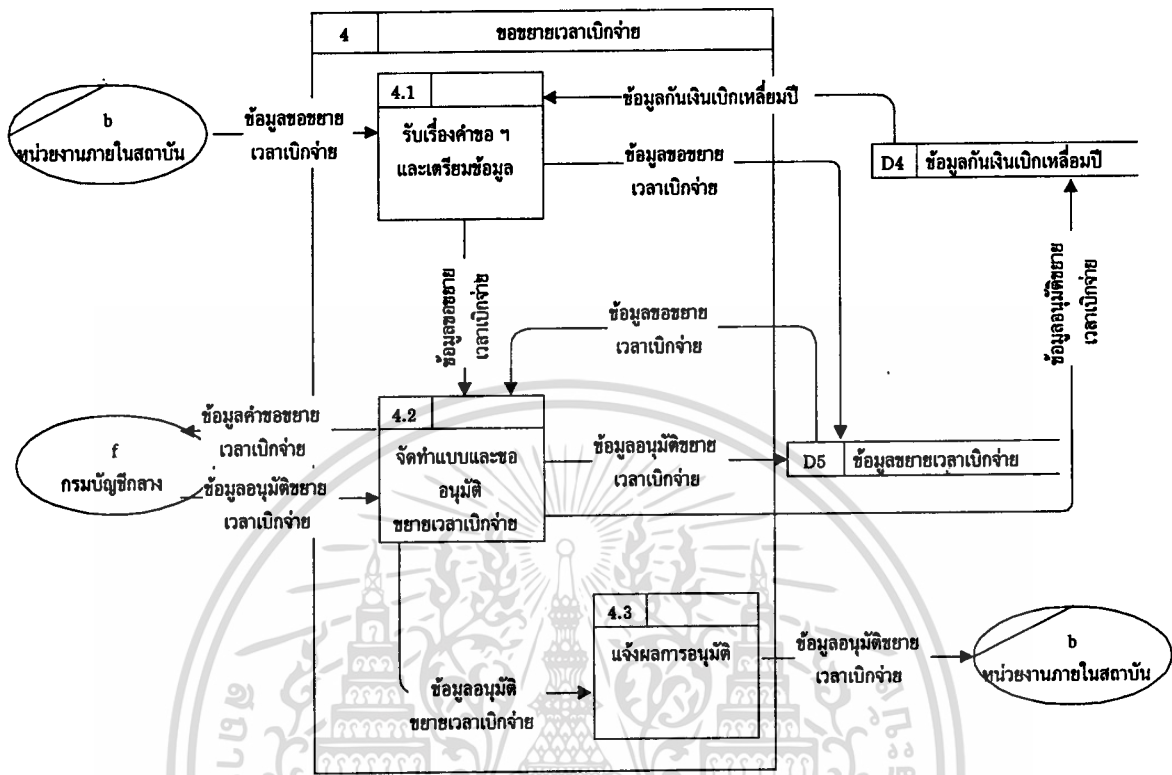 4 ขอขยายเวลาเบิกจ่าย
4.1
รับเรื่องคำขอ ฯ
และเตรียมข้อมูล
b
หน่วยงานภายในสถาบัน
ข้อมูลขอขยาย
เวลาเบิกจ่าย
ข้อมูลกันเงินเบิกเหลื่อมปี
ข้อมูลขอขยาย
เวลาเบิกจ่าย
D4 ข้อมูลกันเงินเบิกเหลื่อมปี
ข้อมูลขอขยาย
เวลาเบิกจ่าย
ข้อมูลขอขยาย
เวลาเบิกจ่าย
ข้อมูลอนุมัติขยาย
เวลาเบิกจ่าย
4.2
จัดทำแบบและขอ
อนุมัติ
ขยายเวลาเบิกจ่าย
f
กรมบัญชีกลาง
ข้อมูลคำขอขยาย
เวลาเบิกจ่าย
ข้อมูลอนุมัติขยาย
เวลาเบิกจ่าย
ข้อมูลอนุมัติขยาย
เวลาเบิกจ่าย
D5 ข้อมูลขยายเวลาเบิกจ่าย
4.3
แจ้งผลการอนุมัติ
ข้อมูลอนุมัติ
ขยายเวลาเบิกจ่าย
ข้อมูลอนุมัติขยาย
เวลาเบิกจ่าย
b
หน่วยงานภายในสถาบัน